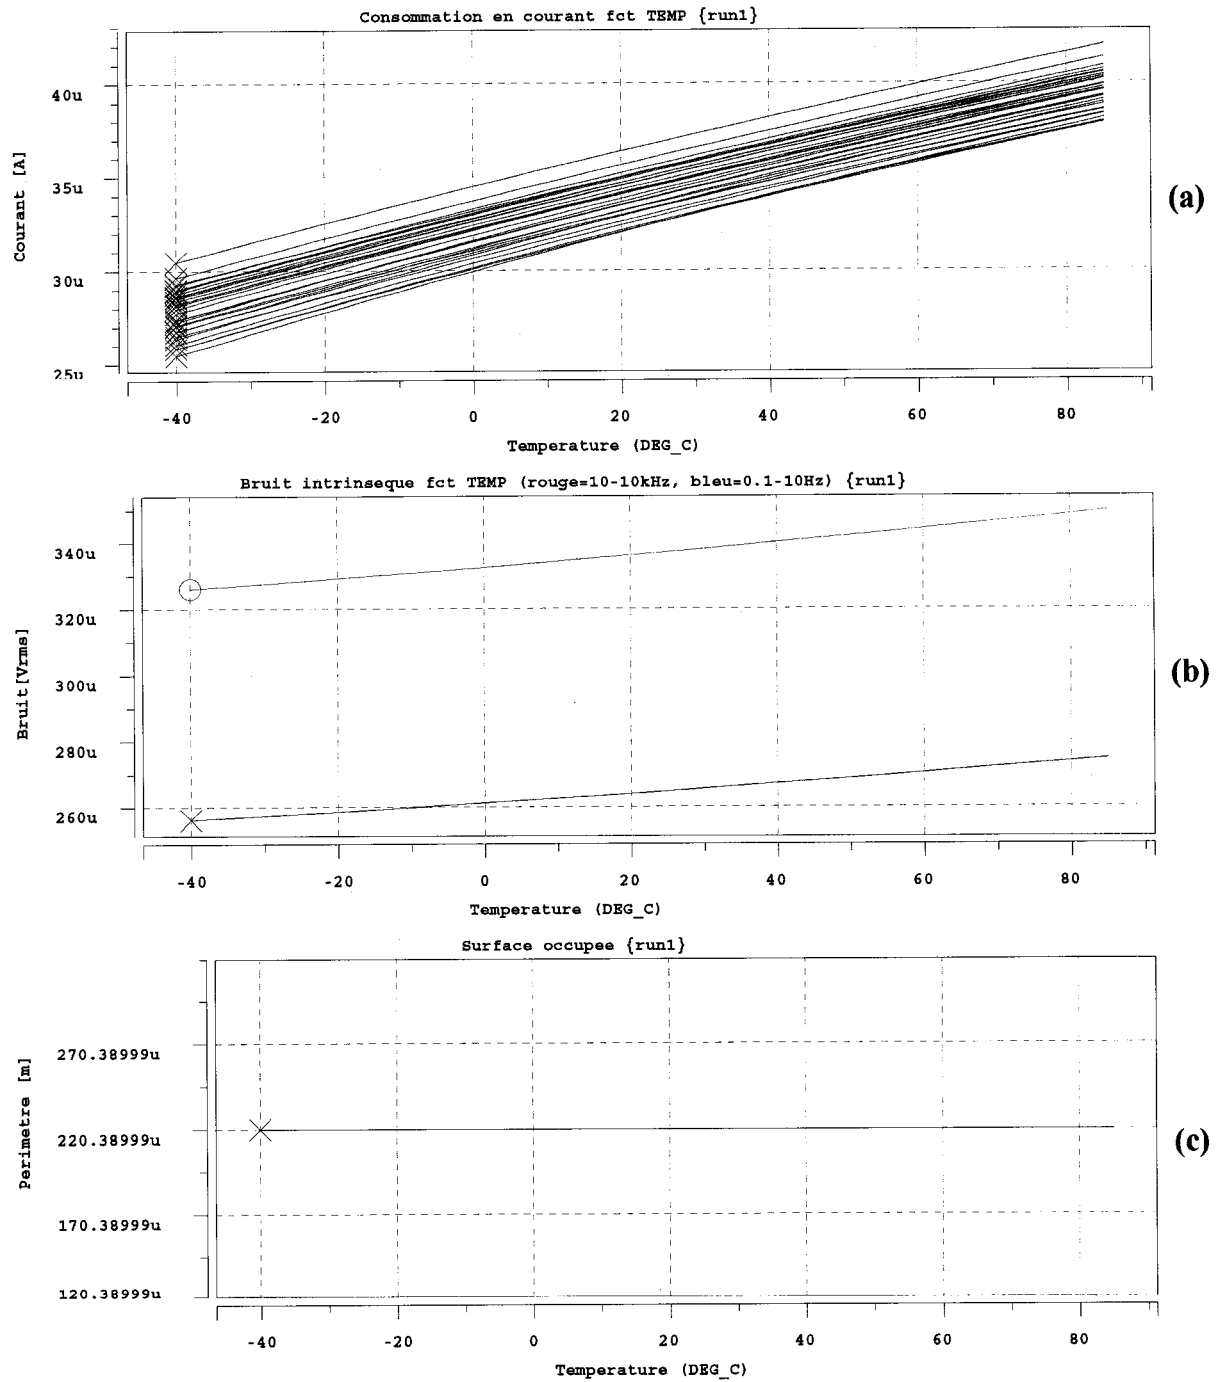 Consommation en courant fct TEMP {run1}
40u
35u
30u
25u
Courant [A]
(a)
-40 -20 0 20 40 60 80
Temperature (DEG_C)
Bruit intrinseque fct TEMP (rouge=10-10kHz, bleu=0.1-10Hz) {run1}
340u
320u
300u
280u
260u
Bruit[Vrms]
(b)
-40 -20 0 20 40 60 80
Temperature (DEG_C)
Surface occupee {run1}
270.38999u
220.38999u
170.38999u
120.38999u
Perimetre [m]
(c)
-40 -20 0 20 40 60 80
Temperature (DEG_C)